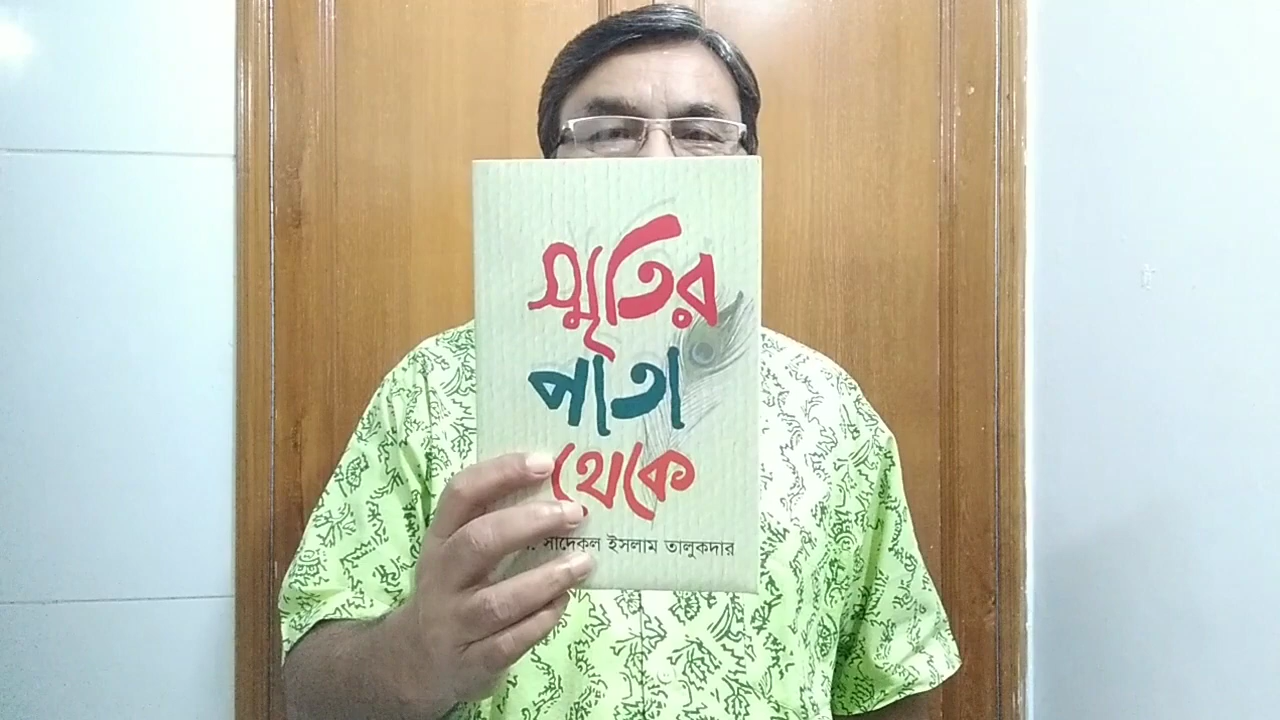 স্মৃতির
পাতা
থেকে
সাদেকুল ইসলাম তালুকদার